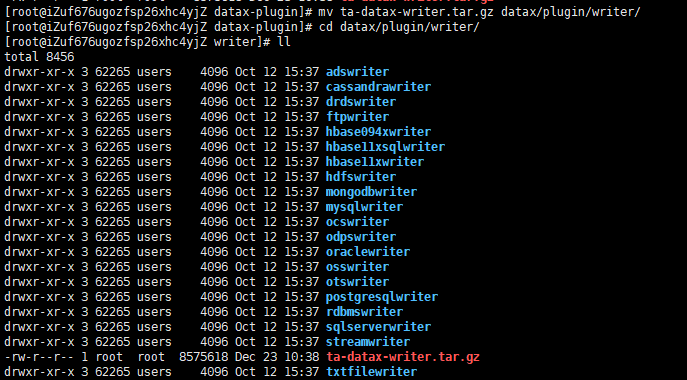 [root@iZuf676ugozfsp26xhc4yjZ datax-plugin]# mv ta-datax-writer.tar.gz datax/plugin/writer/
[root@iZuf676ugozfsp26xhc4yjZ datax-plugin]# cd datax/plugin/writer/
[root@iZuf676ugozfsp26xhc4yjZ writer]# ll
total 8456
drwxr-xr-x 3 62265 users    4096 Oct 12 15:37 adswriter
drwxr-xr-x 3 62265 users    4096 Oct 12 15:37 cassandrawriter
drwxr-xr-x 3 62265 users    4096 Oct 12 15:37 drdswriter
drwxr-xr-x 3 62265 users    4096 Oct 12 15:37 ftpwriter
drwxr-xr-x 3 62265 users    4096 Oct 12 15:37 hbase094xwriter
drwxr-xr-x 3 62265 users    4096 Oct 12 15:37 hbase11xsqlwriter
drwxr-xr-x 3 62265 users    4096 Oct 12 15:37 hbase11xwriter
drwxr-xr-x 3 62265 users    4096 Oct 12 15:37 hdfswriter
drwxr-xr-x 3 62265 users    4096 Oct 12 15:37 mongodbwriter
drwxr-xr-x 3 62265 users    4096 Oct 12 15:37 mysqlwriter
drwxr-xr-x 3 62265 users    4096 Oct 12 15:37 ocswriter
drwxr-xr-x 3 62265 users    4096 Oct 12 15:37 odpswriter
drwxr-xr-x 3 62265 users    4096 Oct 12 15:37 oraclewriter
drwxr-xr-x 3 62265 users    4096 Oct 12 15:37 osswriter
drwxr-xr-x 3 62265 users    4096 Oct 12 15:37 otswriter
drwxr-xr-x 3 62265 users    4096 Oct 12 15:37 postgresqlwriter
drwxr-xr-x 3 62265 users    4096 Oct 12 15:37 rdbmswriter
drwxr-xr-x 3 62265 users    4096 Oct 12 15:37 sqlserverwriter
drwxr-xr-x 3 62265 users    4096 Oct 12 15:37 streamwriter
-rw-r--r-- 1 root  root  8575618 Dec 23 10:38 ta-datax-writer.tar.gz
drwxr-xr-x 3 62265 users    4096 Oct 12 15:37 txtfilewriter